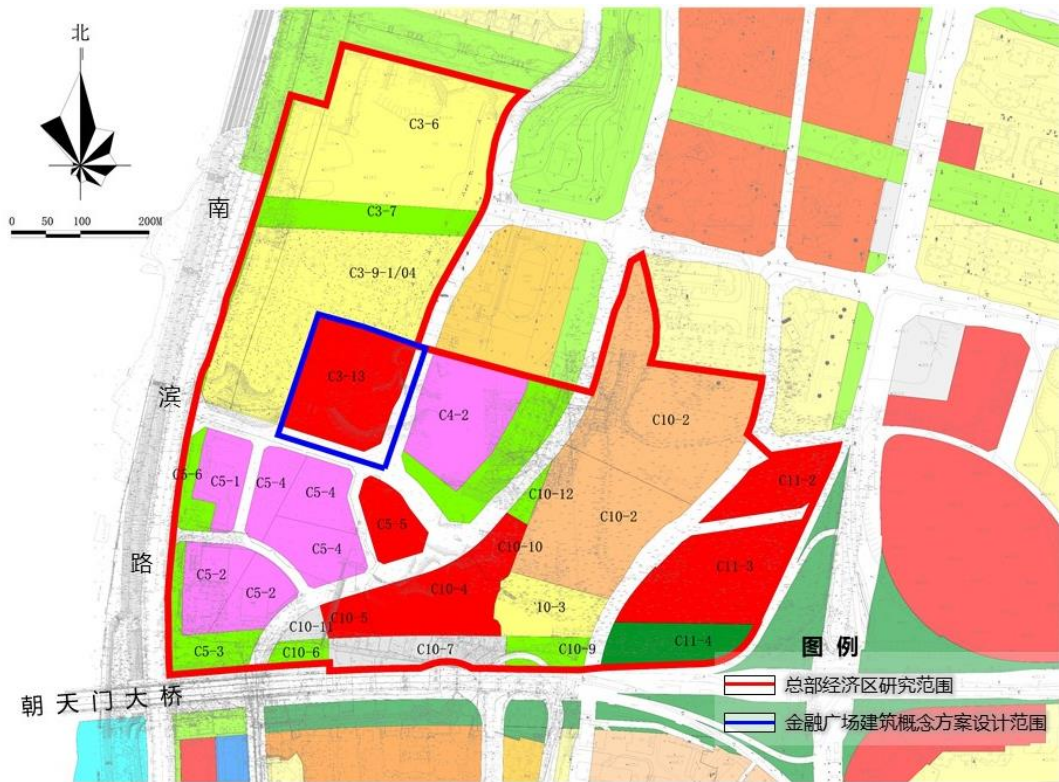 北
0 50 100 200M
南
滨
路
C3-6
C3-7
C3-9-1/04
C3-13
C4-2
C10-2
C5-6
C5-1
C5-4
C5-4
C5-5
C10-12
C10-2
C11-2
C5-4
C10-10
C11-3
C5-2
C5-2
C10-4
10-3
C10-5
C10-11
C5-3
C10-6
C10-7
C10-9
C11-4
朝天门大桥
图例
总部经济区研究范围
金融广场建筑概念方案设计范围